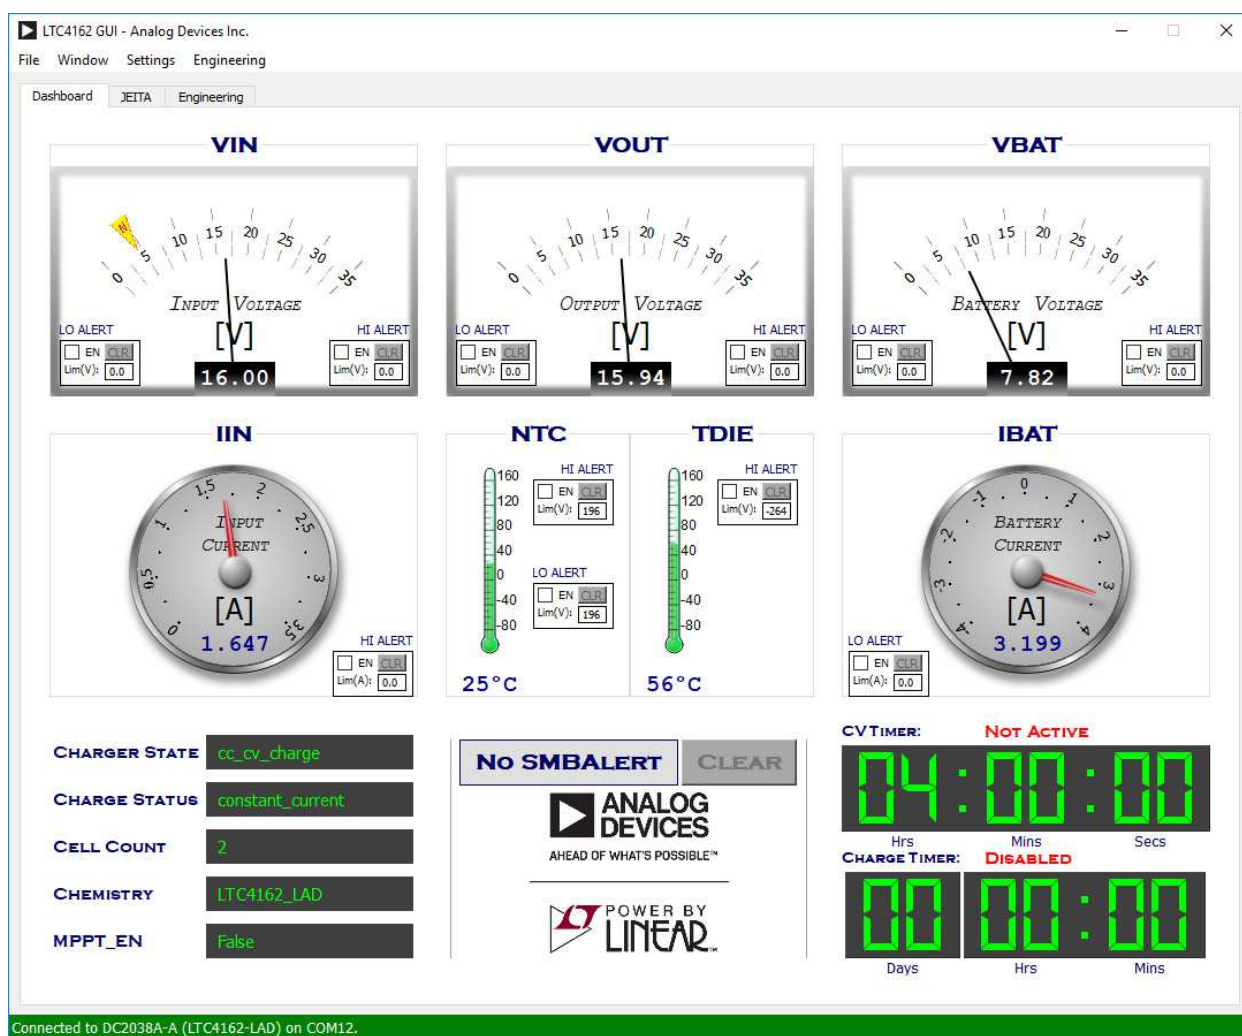 LTC4162 GUI - Analog Devices Inc.
File Window Settings Engineering
Dashboard JEITA Engineering
VIN VOUT VBAT
0 5 10 15 20 25 30 35
INPUT VOLTAGE
[V]
LO ALERT
EN CLR
Lim(V): 0.0
HI ALERT
EN CLR
Lim(V): 0.0
16.00
0 5 10 15 20 25 30 35
OUTPUT VOLTAGE
[V]
LO ALERT
EN CLR
Lim(V): 0.0
HI ALERT
EN CLR
Lim(V): 0.0
15.94
0 5 10 15 20 25 30 35
BATTERY VOLTAGE
[V]
LO ALERT
EN CLR
Lim(V): 0.0
HI ALERT
EN CLR
Lim(V): 0.0
7.82
IIN NTC TDIE IBAT
0 0.5 1 1.5 2 2.5 3 3.5
INPUT
CURRENT
[A]
1.647
HI ALERT
EN CLR
Lim(A): 0.0
160
120
80
40
0
-40
-80
HI ALERT
EN CLR
Lim(V): 196
LO ALERT
EN CLR
Lim(V): 196
25°C
160
120
80
40
0
-40
-80
HI ALERT
EN CLR
Lim(V): -264
56°C
-4 -3 -2 -1 0 1 2 3 4
BATTERY
CURRENT
[A]
3.199
LO ALERT
EN CLR
Lim(A): 0.0
CHARGER STATE cc_cv_charge
CHARGE STATUS constant_current
CELL COUNT 2
CHEMISTRY LTC4162_LAD
MPPT_EN False
NO SMBALERT CLEAR
ANALOG
DEVICES
AHEAD OF WHAT'S POSSIBLE™
POWER BY
LINEAR™
CV TIMER: NOT ACTIVE
04:00:00
Hrs Mins Secs
CHARGE TIMER: DISABLED
00 00:00
Days Hrs Mins
Connected to DC2038A-A (LTC4162-LAD) on COM12.